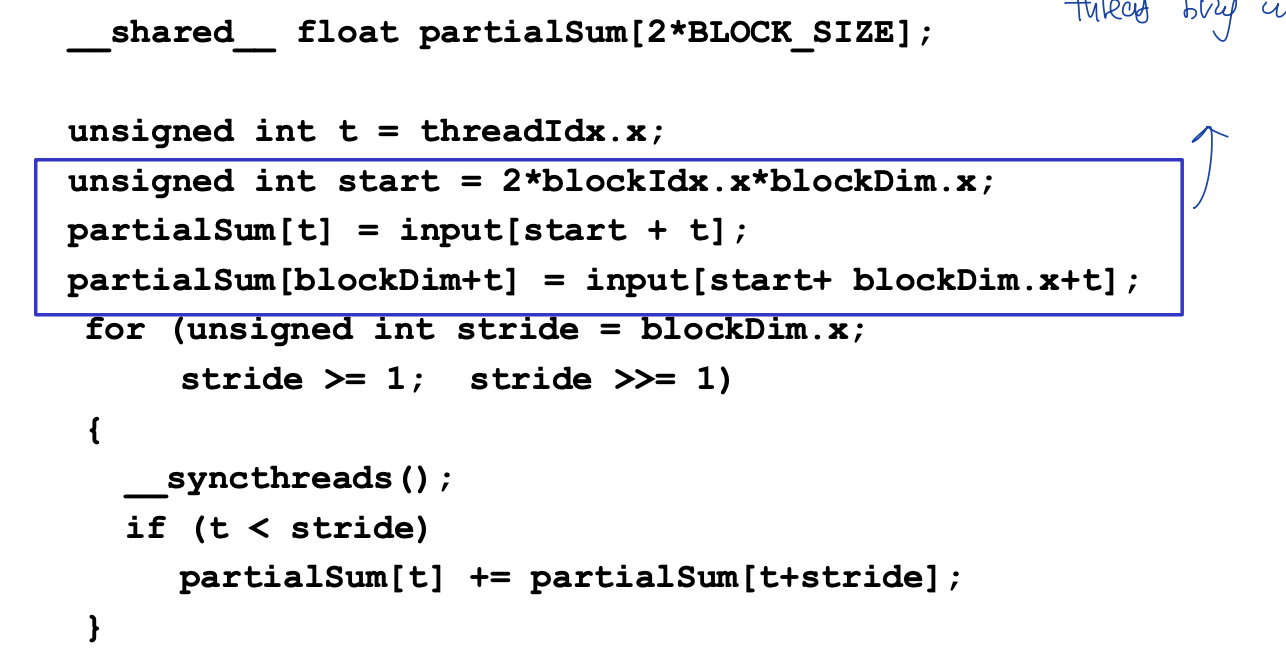 __shared__ float partialSum[2*BLOCK_SIZE];
unsigned int t = threadIdx.x;
unsigned int start = 2*blockIdx.x*blockDim.x;
partialSum[t] = input[start + t];
partialSum[blockDim+t] = input[start+ blockDim.x+t];
for (unsigned int stride = blockDim.x;
stride >= 1;  stride >>= 1)
{
__syncthreads();
if (t < stride)
partialSum[t] += partialSum[t+stride];
}